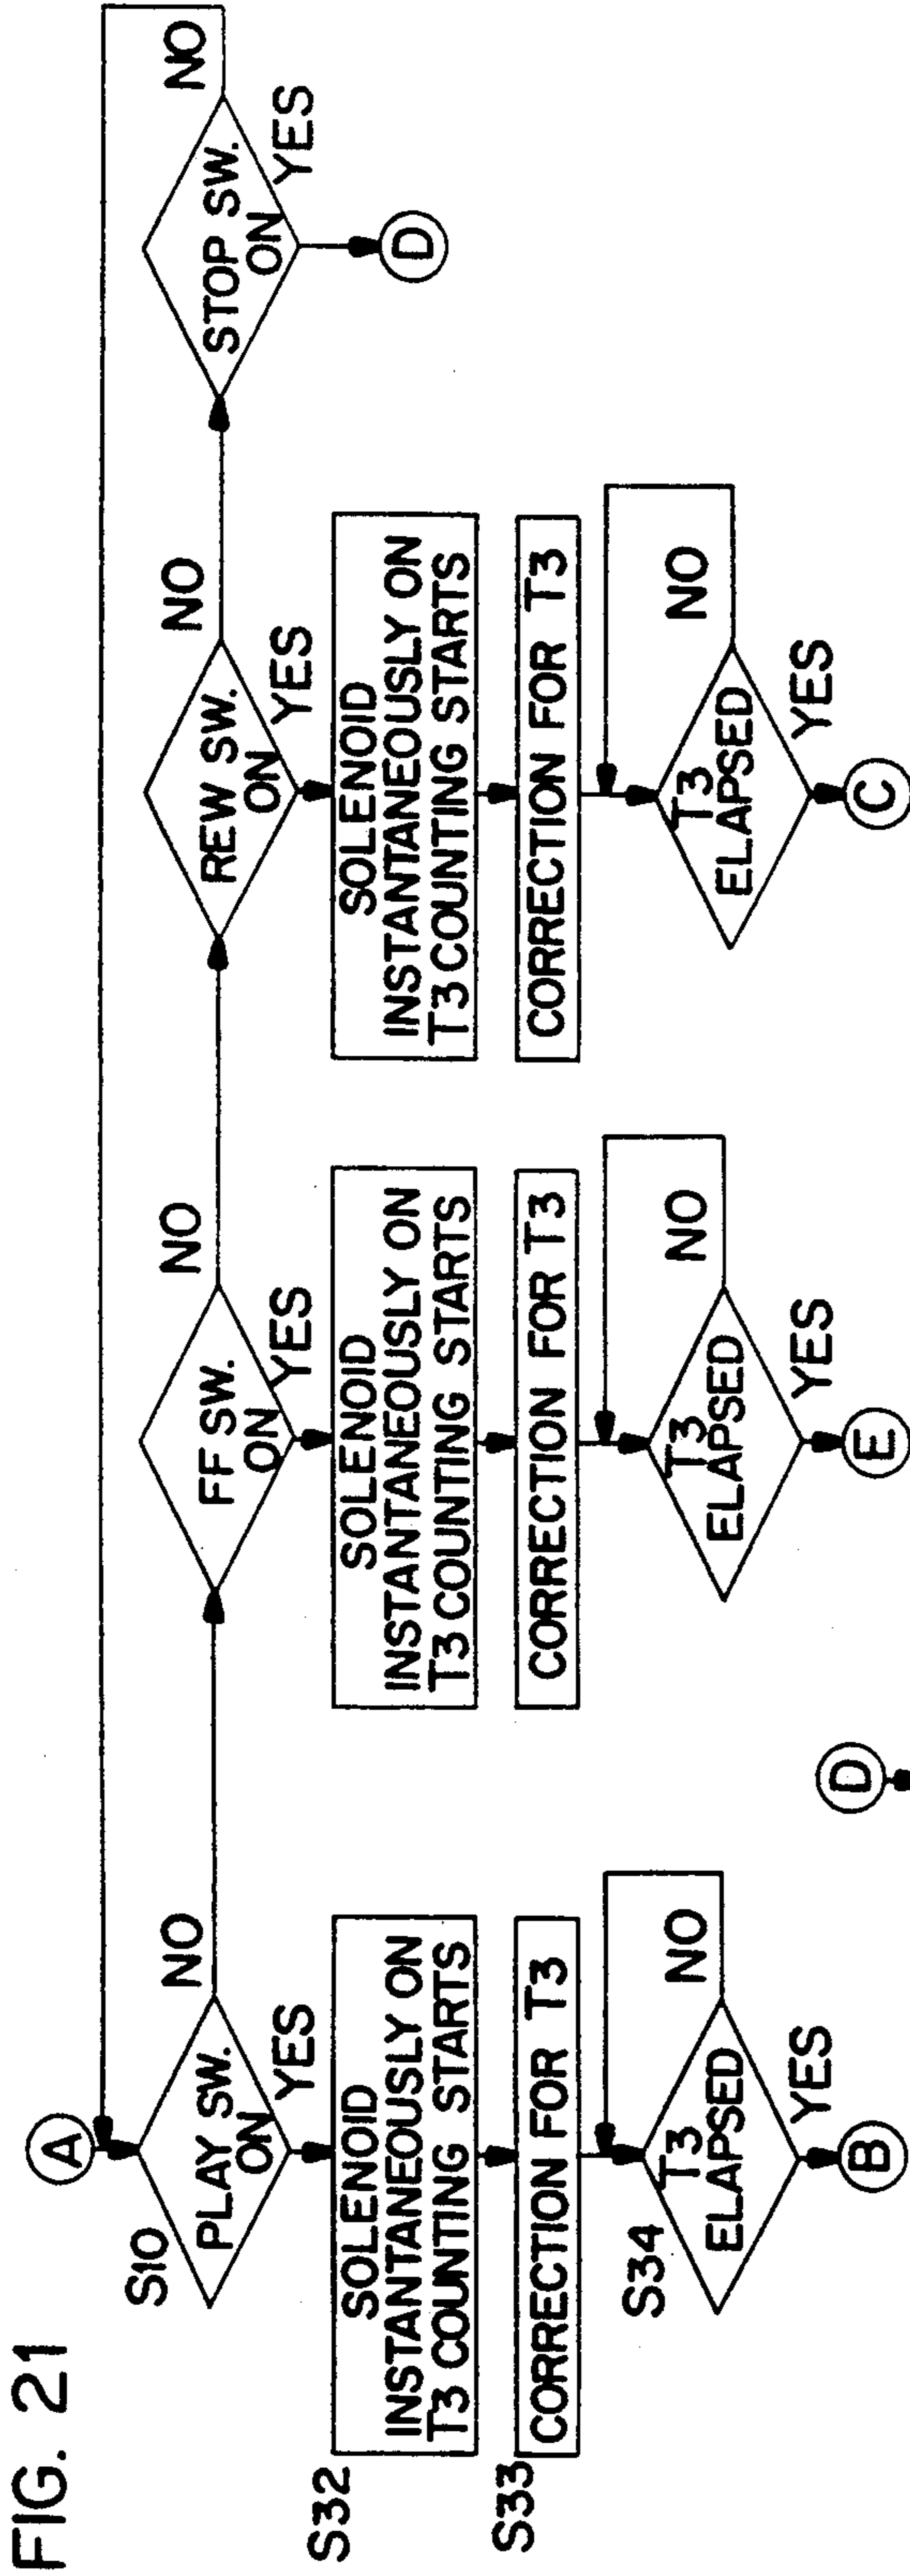 FIG. 21
A
S10
PLAY SW.
ON
NO
YES
FF SW.
ON
NO
YES
REW SW.
ON
NO
YES
STOP SW.
ON
NO
YES
D
S32
SOLENOID
INSTANTANEOUSLY ON
T3 COUNTING STARTS
SOLENOID
INSTANTANEOUSLY ON
T3 COUNTING STARTS
SOLENOID
INSTANTANEOUSLY ON
T3 COUNTING STARTS
S33
CORRECTION FOR T3
CORRECTION FOR T3
CORRECTION FOR T3
S34
T3
ELAPSED
NO
YES
B
T3
ELAPSED
NO
YES
E
T3
ELAPSED
NO
YES
C
D